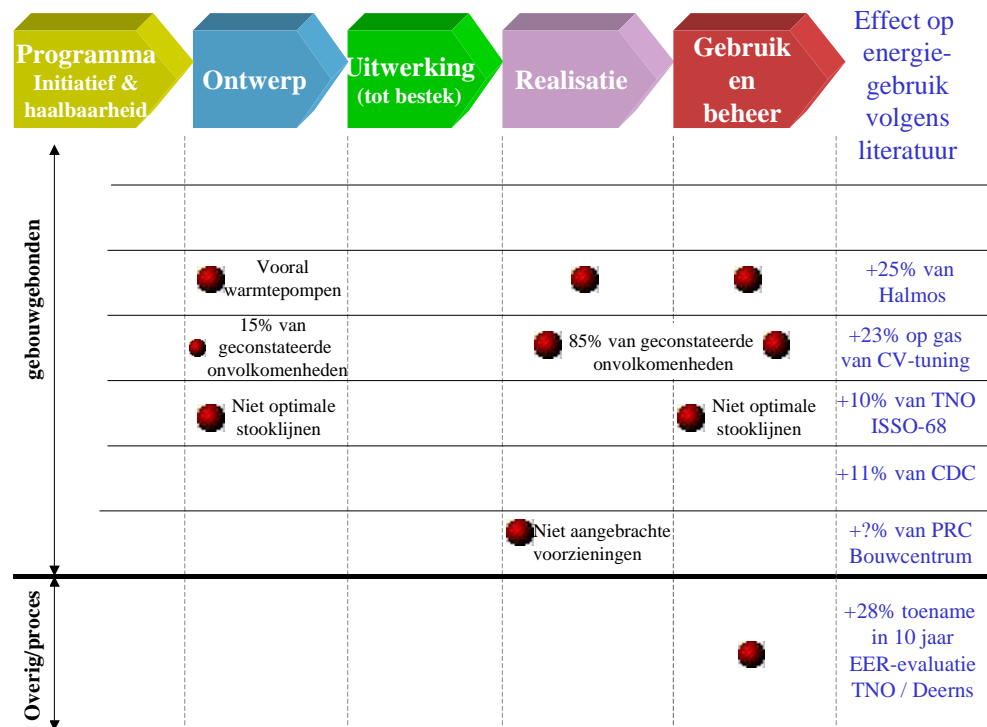 Programma
Initiatief &
haalbaarheid
Ontwerp
Uitwerking
(tot bestek)
Realisatie
Gebruik
en
beheer
Effect op
energie-
gebruik
volgens
literatuur
gebouwgebonden
Vooral
warmtepompen
+25% van
Halmos
15% van
geconstateerde
onvolkomenheden
85% van geconstateerde
onvolkomenheden
+23% op gas
van CV-tuning
Niet optimale
stooklijnen
Niet optimale
stooklijnen
+10% van TNO
ISSO-68
+11% van CDC
Niet aangebrachte
voorzieningen
+?% van PRC
Bouwcentrum
Overig/proces
+28% toename
in 10 jaar
EER-evaluatie
TNO / Deerns